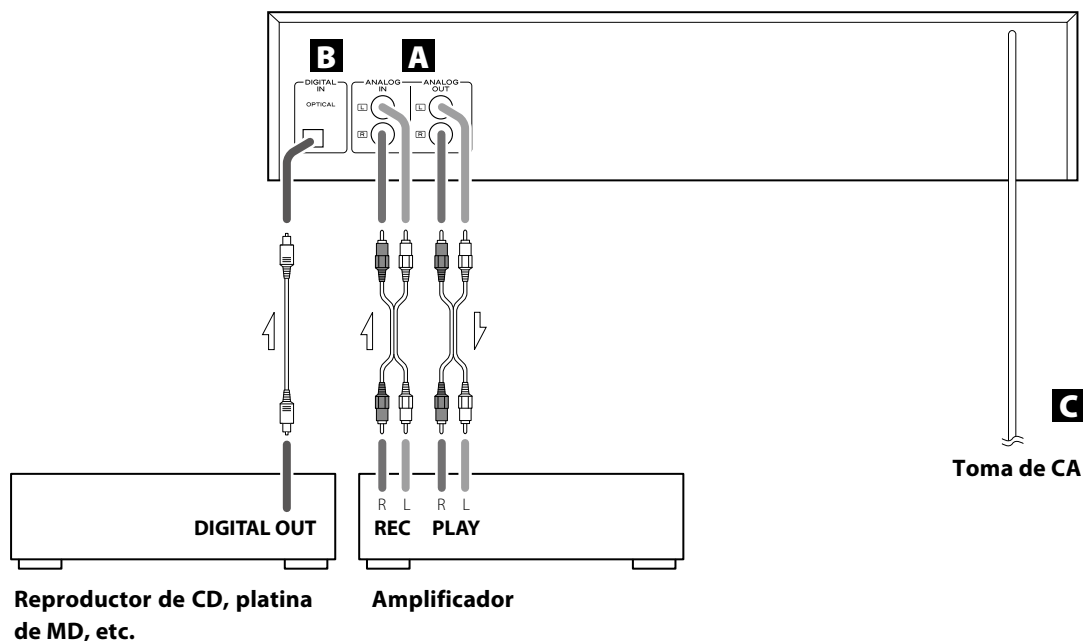 B
A
DIGITAL
IN
ANALOG
IN
ANALOG
OUT
OPTICAL
L
L
R
R
C
Toma de CA
R L R L
DIGITAL OUT
REC PLAY
Reproductor de CD, platina
de MD, etc.
Amplificador